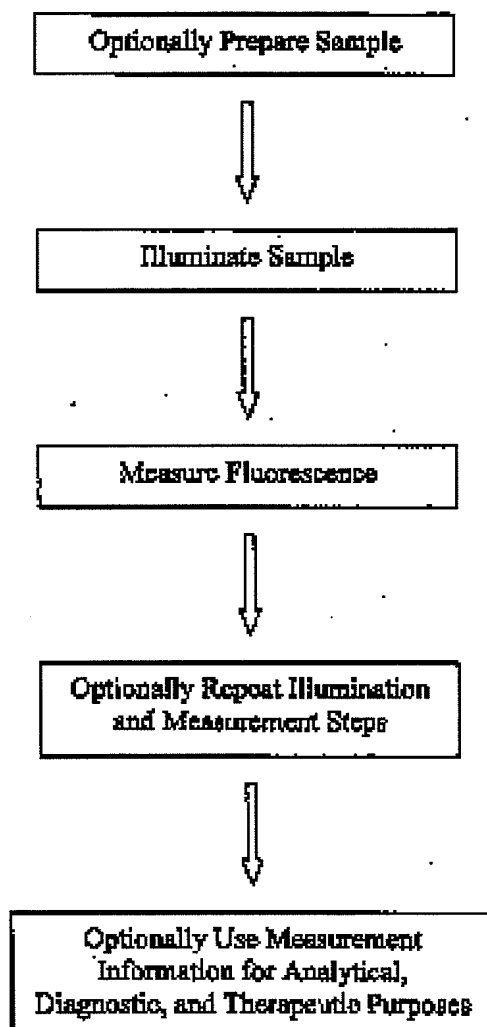 Optionally Prepare Sample
Illuminate Sample
Measure Fluorescence
Optionally Repeat Illumination
and Measurement Steps
Optionally Use Measurement
Information for Analytical,
Diagnostic, and Therapeutic Purposes